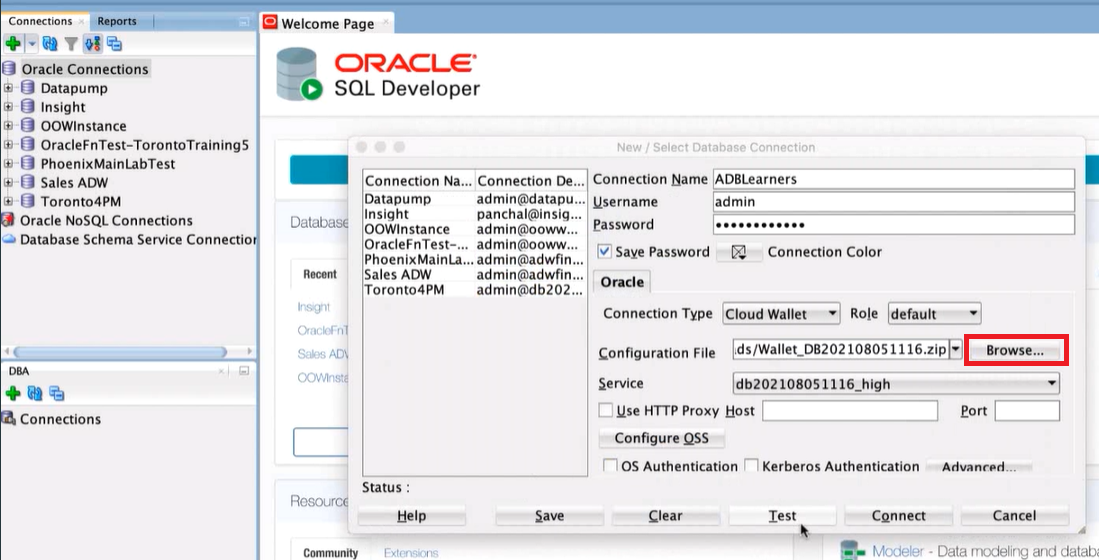 Connections
Reports
Oracle Connections
Datapump
Insight
OOWInstance
OracleFnTest-TorontoTraining5
PhoenixMainLabTest
Sales ADW
Toronto4PM
Oracle NoSQL Connections
Database Schema Service Connection
DBA
Connections
Welcome Page
ORACLE
SQL Developer
Database
Recent
Insight
OracleFnT
Sales ADW
OOWInsta
Resource
Community
Extensions
Modeler - Data modeling and databa
New / Select Database Connection
Connection Na... Connection De...
Datapump admin@datapu...
Insight panchal@insig...
OOWInstance admin@ooww...
OracleFnTest-... admin@ooww...
PhoenixMainLa... admin@adwfin...
Sales ADW admin@adwfin...
Toronto4PM admin@db202...
Connection Name ADBLearners
Username admin
Password ••••••••••••
Save Password Connection Color
Oracle
Connection Type Cloud Wallet Role default
Configuration File .ds/Wallet_DB202108051116.zip Browse...
Service db202108051116_high
Use HTTP Proxy Host Port
Configure OSS
OS Authentication Kerberos Authentication Advanced...
Status :
Help Save Clear Test Connect Cancel